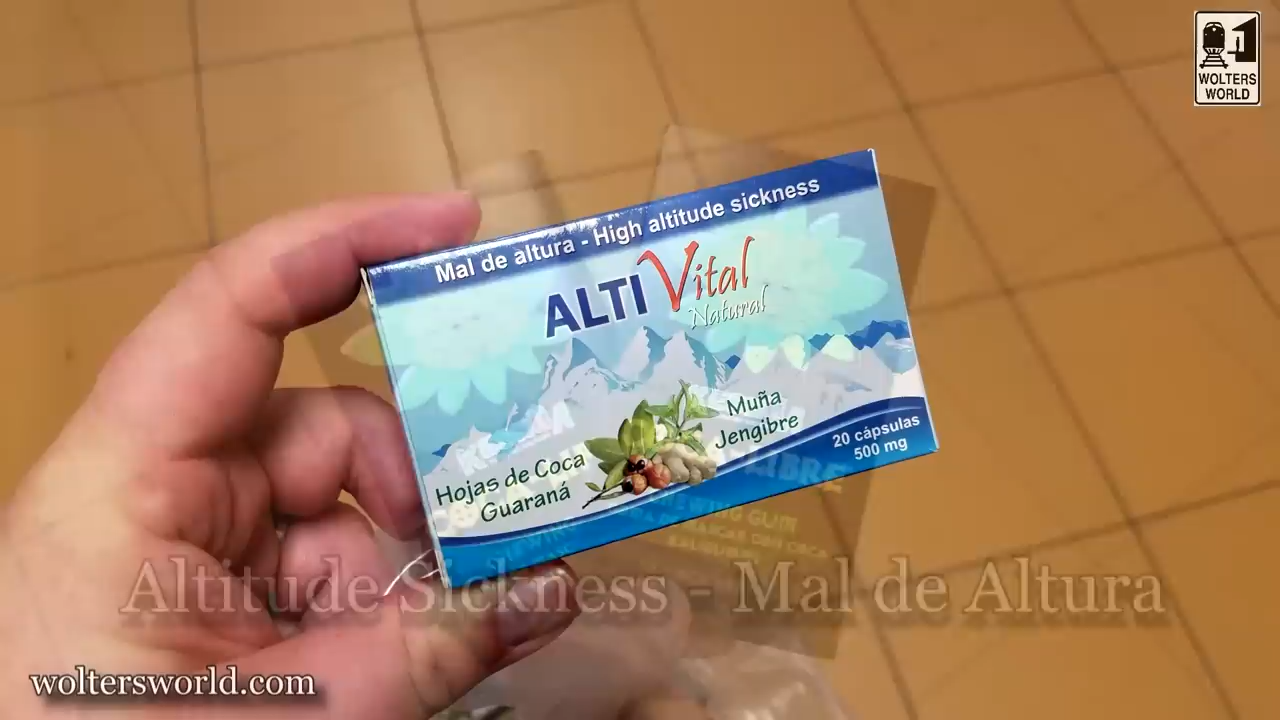 WOLTERS
WORLD
Mal de altura - High altitude sickness
ALTI Vital
Natural
Muña
Jengibre
Hojas de Coca
Guaraná
20 cápsulas
500 mg
Altitude Sickness - Mal de Altura
woltersworld.com